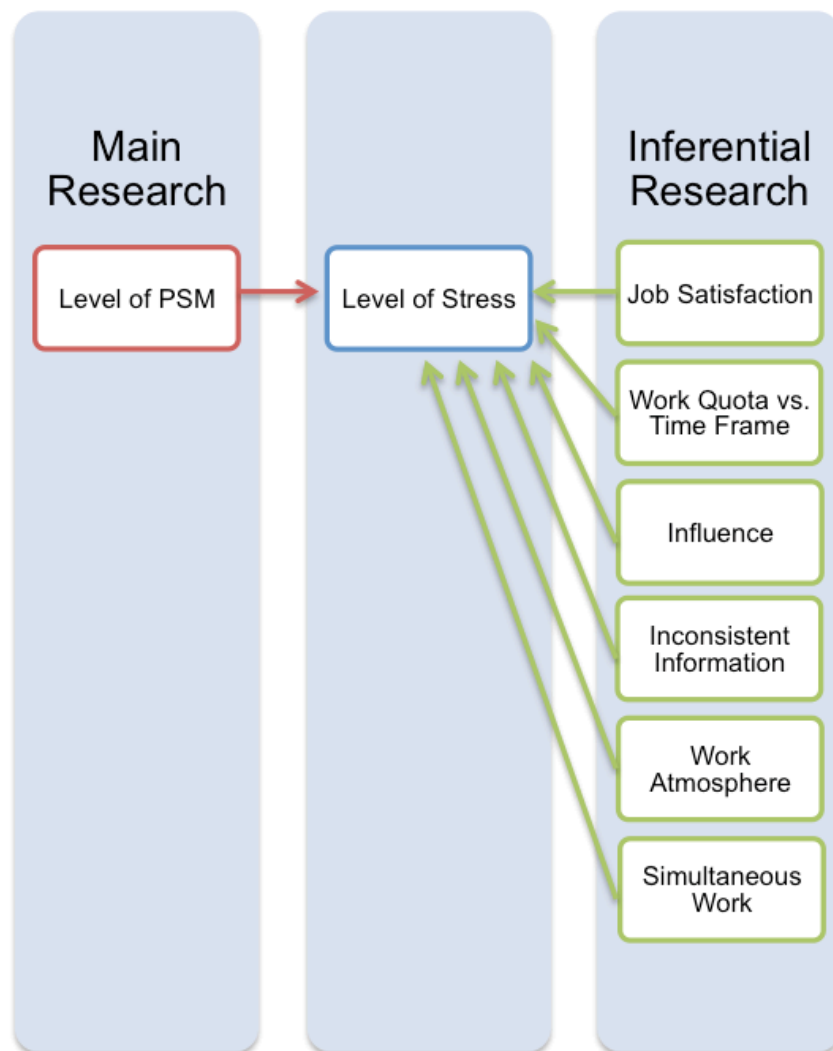 Main
Research
Inferential
Research
Level of PSM
Level of Stress
Job Satisfaction
Work Quota vs.
Time Frame
Influence
Inconsistent
Information
Work
Atmosphere
Simultaneous
Work